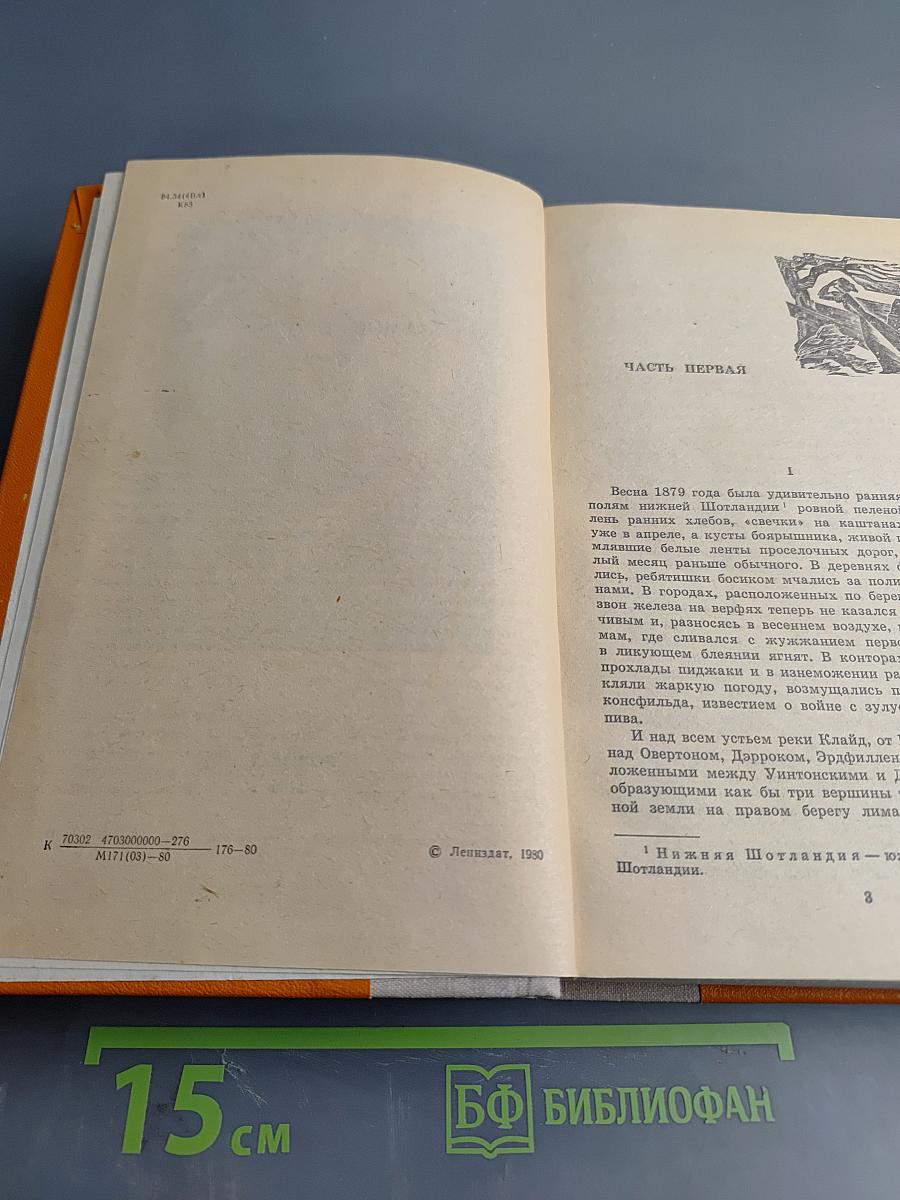 84.34(4Вл)
К83
К 70302 4703000000—276
М171(03)—80
176—80
© Лениздат, 1980
ЧАСТЬ ПЕРВАЯ
1
Весна 1879 года была удивительно ранняя
полям нижней Шотландии¹ ровной пеленой
лень ранних хлебов, «свечки» на каштанах
уже в апреле, а кусты боярышника, живой
млявшие белые ленты проселочных дорог,
лый месяц раньше обычного. В деревнях
лись, ребятишки босиком мчались за поли
нами. В городах, расположенных по берег
звон железа на верфях теперь не казался
чивым и, разносясь в весеннем воздухе,
мам, где сливался с жужжанием перво
в ликующем блеянии ягнят. В конторах
прохлады пиджаки и в изнеможении ра
кляли жаркую погоду, возмущались п
консфильда, известием о войне с зулус
пива.
И над всем устьем реки Клайд, от
над Овертоном, Дэрроком, Эрдфиллен
ложенными между Уинтонскими и Д
образующими как бы три вершины
ной земли на правом берегу лима
¹ Нижняя Шотландия — юж
Шотландии.
3
15 см
БФ БИБЛИОФАН